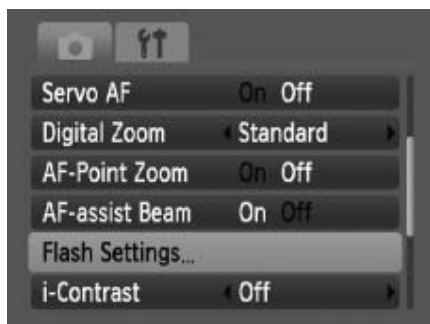 Servo AF On Off
Digital Zoom Standard
AF-Point Zoom On Off
AF-assist Beam On Off
Flash Settings...
i-Contrast Off